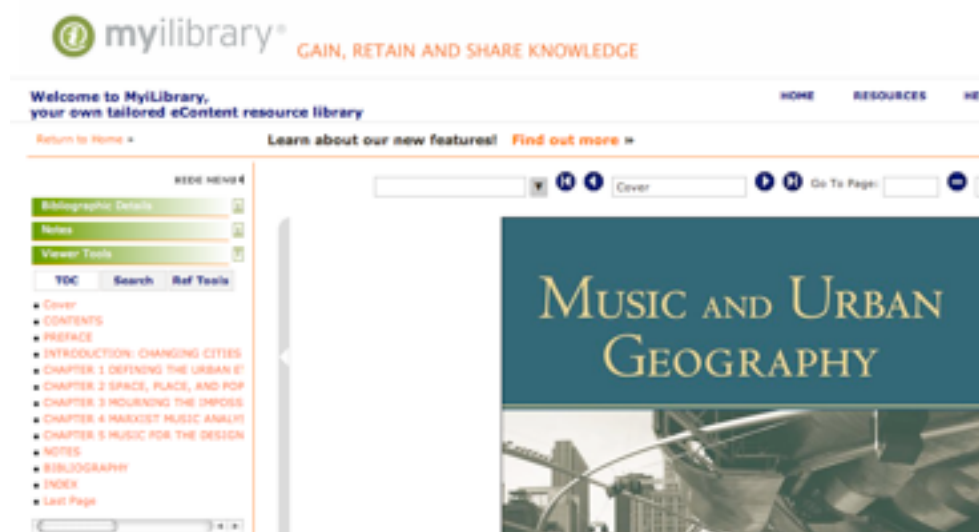 myilibrary®
GAIN, RETAIN AND SHARE KNOWLEDGE
Welcome to MyiLibrary,
your own tailored eContent resource library
HOME RESOURCES HE
Return to Home »
Learn about our new features! Find out more »
HIDE MENU
Cover
Go To Page:
Bibliographic Details
Notes
Viewer Tools
TOC Search Ref Tools
Cover
CONTENTS
PREFACE
INTRODUCTION: CHANGING CITIES
CHAPTER 1 DEFINING THE URBAN E
CHAPTER 2 SPACE, PLACE, AND POP
CHAPTER 3 MOURNING THE IMPOSS
CHAPTER 4 MARXIST MUSIC ANALY
CHAPTER 5 MUSIC FOR THE DESIGN
NOTES
BIBLIOGRAPHY
INDEX
Last Page
MUSIC AND URBAN
GEOGRAPHY